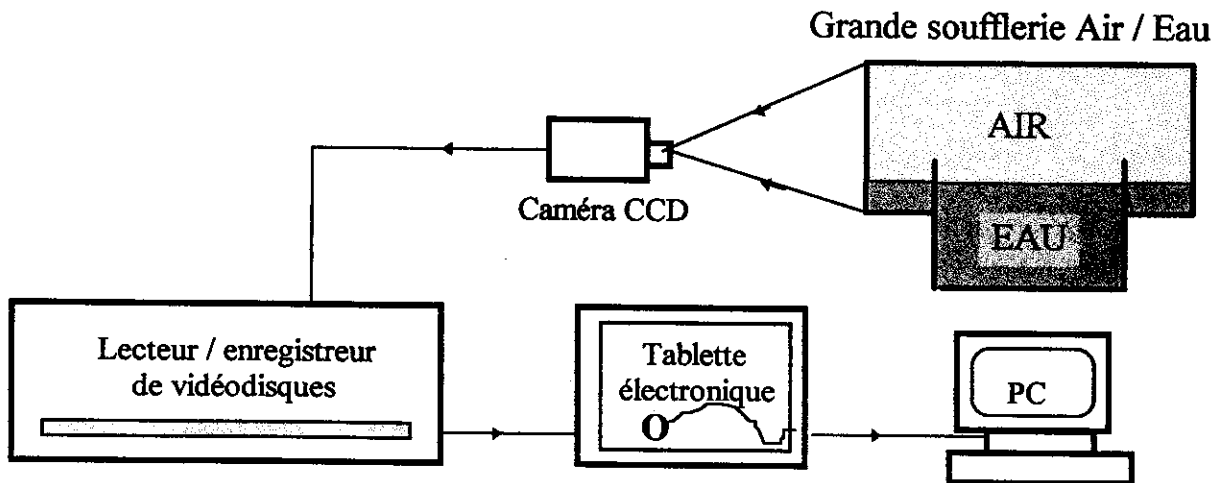 Grande soufflerie Air / Eau
AIR
EAU
Caméra CCD
Lecteur / enregistreur
de vidéodisques
Tablette
électronique
O
PC